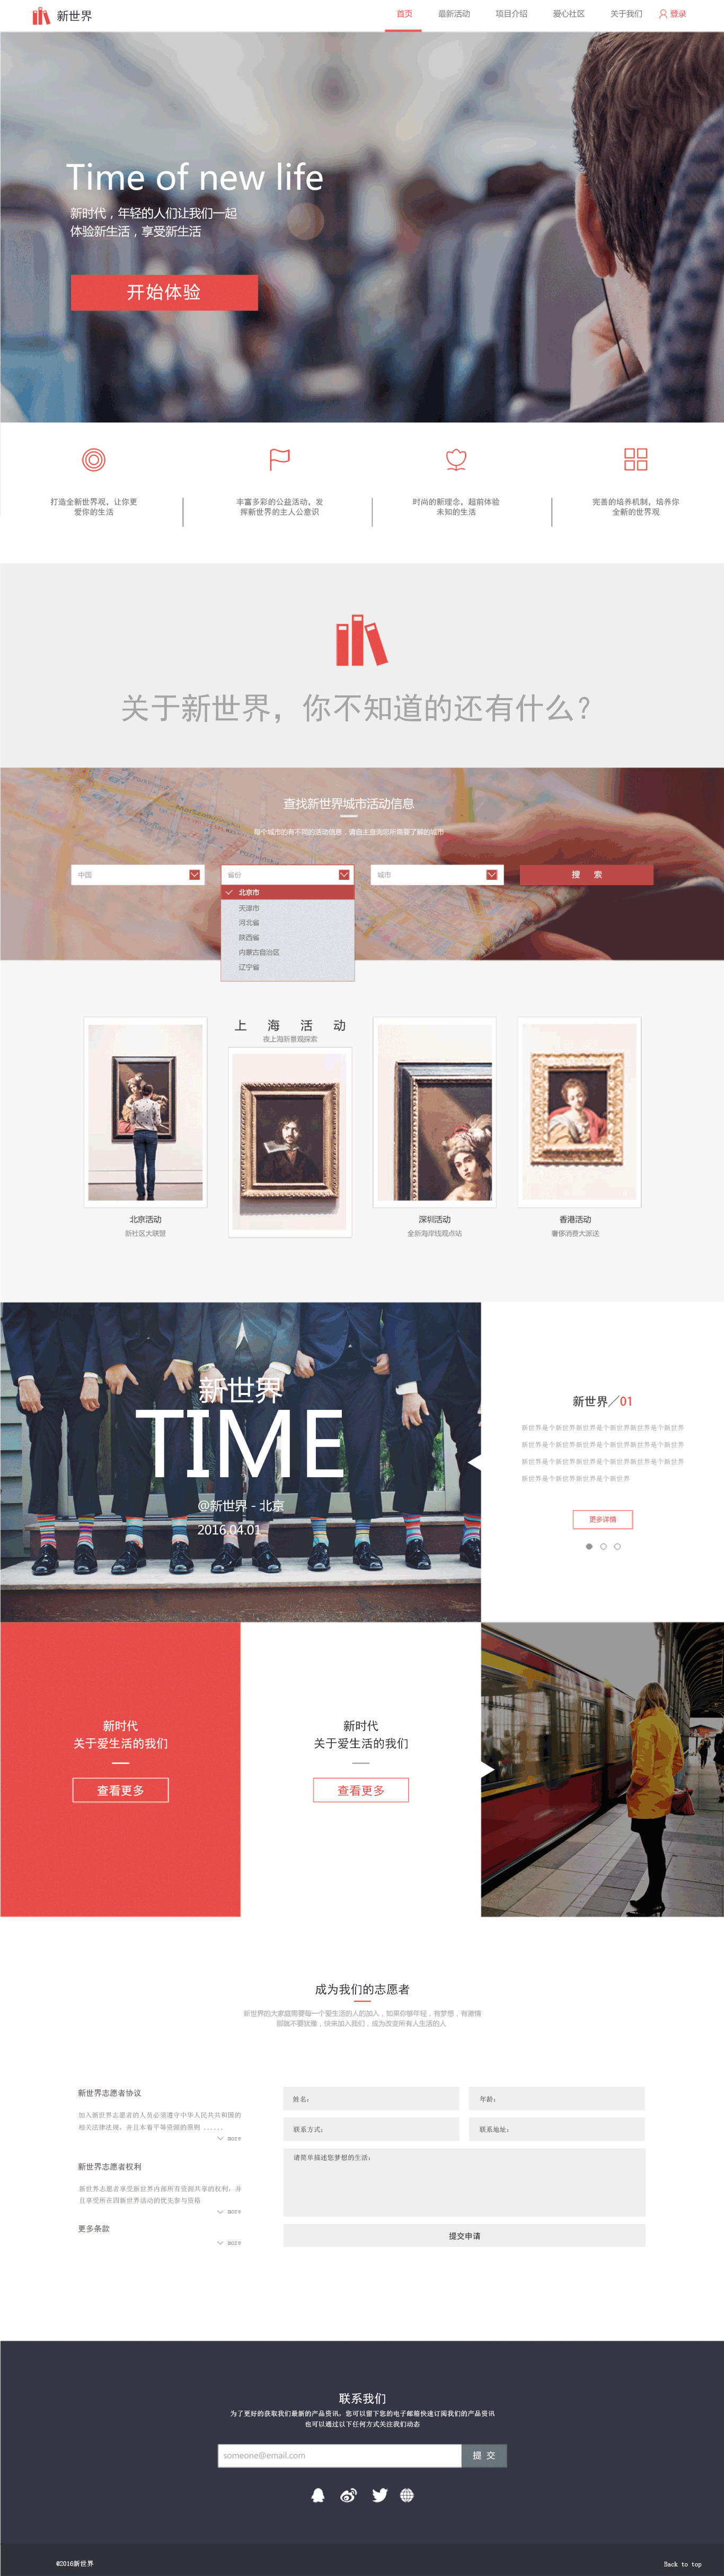 新世界
首页 最新活动 项目介绍 爱心社区 关于我们 登录
Time of new life
新时代，年轻的人们让我们一起
体验新生活，享受新生活
开始体验
打造全新世界观，让你更
爱你的生活
丰富多彩的公益活动，发
挥新世界的主人公意识
时尚的新理念，超前体验
未知的生活
完善的培养机制，培养你
全新的世界观
关于新世界，你不知道的还有什么？
查找新世界城市活动信息
每个城市的有不同的活动信息，请自主查询您所需要了解的城市
中国 省份 城市 搜 索
北京市
天津市
河北省
陕西省
内蒙古自治区
辽宁省
上 海 活 动
夜上海新景观探索
北京活动
新社区大联盟
深圳活动
全新海岸线观点站
香港活动
奢侈消费大派送
新世界
TIME
@新世界 - 北京
2016.04.01
新世界／01
新世界是个新世界新世界是个新世界新世界是个新世界
新世界是个新世界新世界是个新世界新世界是个新世界
新世界是个新世界新世界是个新世界新世界是个新世界
新世界是个新世界新世界是个新世界
更多详情
新时代
关于爱生活的我们
查看更多
新时代
关于爱生活的我们
查看更多
成为我们的志愿者
新世界的大家庭需要每一个爱生活的人的加入，如果你够年轻，有梦想，有激情
那就不要犹豫，快来加入我们，成为改变所有人生活的人
新世界志愿者协议
加入新世界志愿者的人员必须遵守中华人民共共和国的
相关法律法规，并且本着平等资源的原则 ......
more
新世界志愿者权利
新世界志愿者享受新世界内部所有资源共享的权利，并
且享受所在四新世界活动的优先参与资格
more
更多条款
more
姓名：
年龄：
联系方式：
联系地址：
请简单描述您梦想的生活：
提交申请
联系我们
为了更好的获取我们最新的产品资讯，您可以留下您的电子邮箱快速订阅我们的产品资讯
也可以通过以下任何方式关注我们动态
someone@email.com
提 交
@2016新世界
Back to top